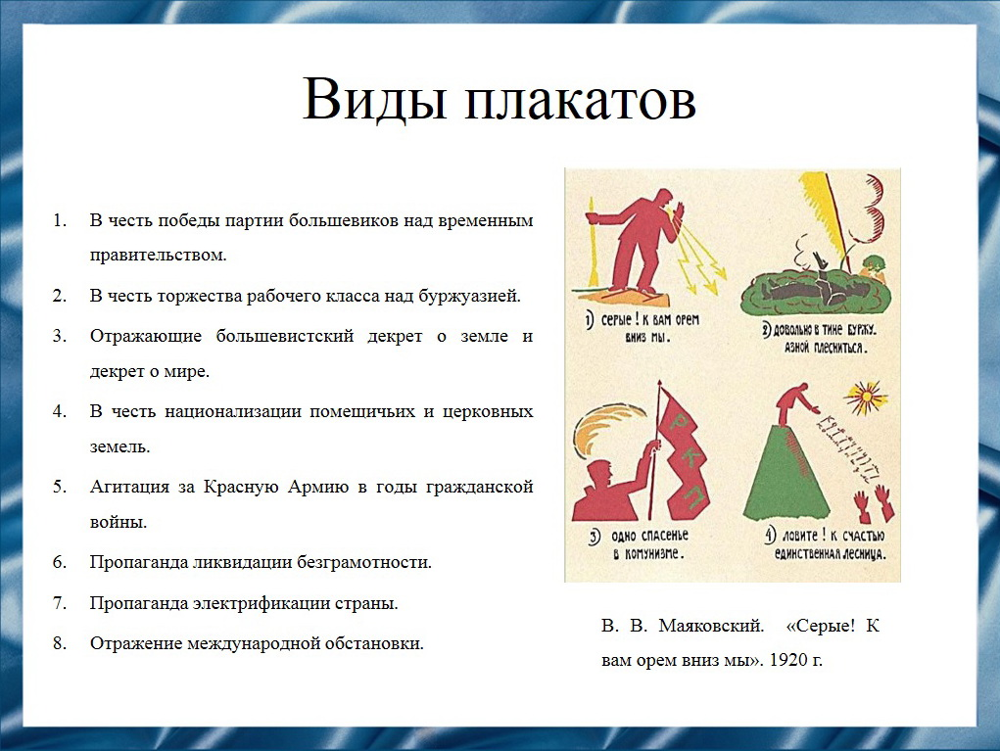 Виды плакатов
1. В честь победы партии большевиков над временным
правительством.
2. В честь торжества рабочего класса над буржуазией.
3. Отражающие большевистский декрет о земле и
декрет о мире.
4. В честь национализации помещичьих и церковных
земель.
5. Агитация за Красную Армию в годы гражданской
войны.
6. Пропаганда ликвидации безграмотности.
7. Пропаганда электрификации страны.
8. Отражение международной обстановки.
1) СЕРЫЕ! К ВАМ ОРЕМ
ВНИЗ МЫ.
2) ДОВОЛЬНО В ТИНЕ БУРЖУ-
АЗНОЙ ПЛЕСНИТЬСЯ.
РКП
3) ОДНО СПАСЕНЬЕ
В КОМУНИЗМЕ.
4) ЛОВИТЕ! К СЧАСТЬЮ
ЕДИНСТВЕННАЯ ЛЕСНИЦА.
В. В. Маяковский. «Серые! К
вам орем вниз мы». 1920 г.